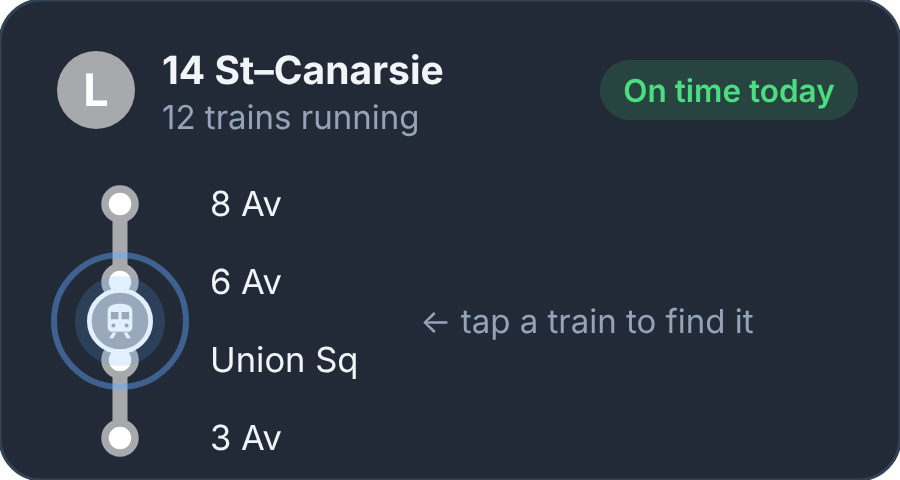 L
14 St–Canarsie
12 trains running
On time today
8 Av
6 Av
← tap a train to find it
Union Sq
3 Av